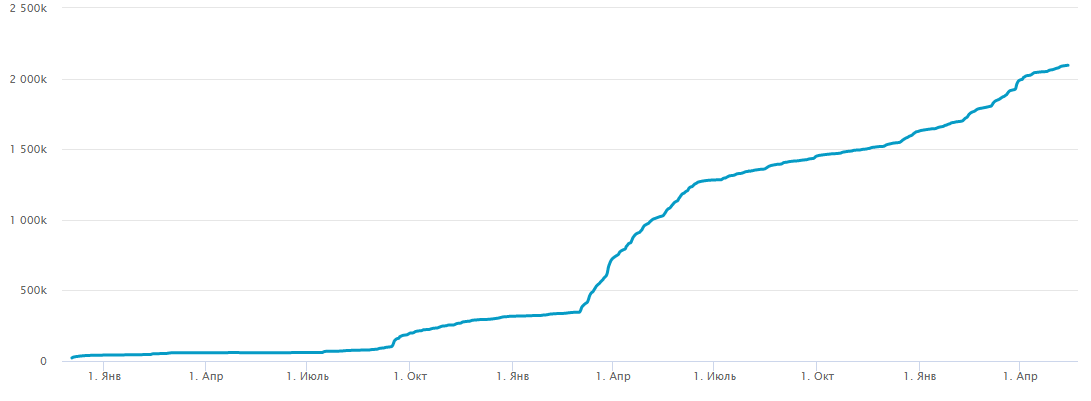 2 500k
2 000k
1 500k
1 000k
500k
0
1. Янв 1. Апр 1. Июль 1. Окт 1. Янв 1. Апр 1. Июль 1. Окт 1. Янв 1. Апр